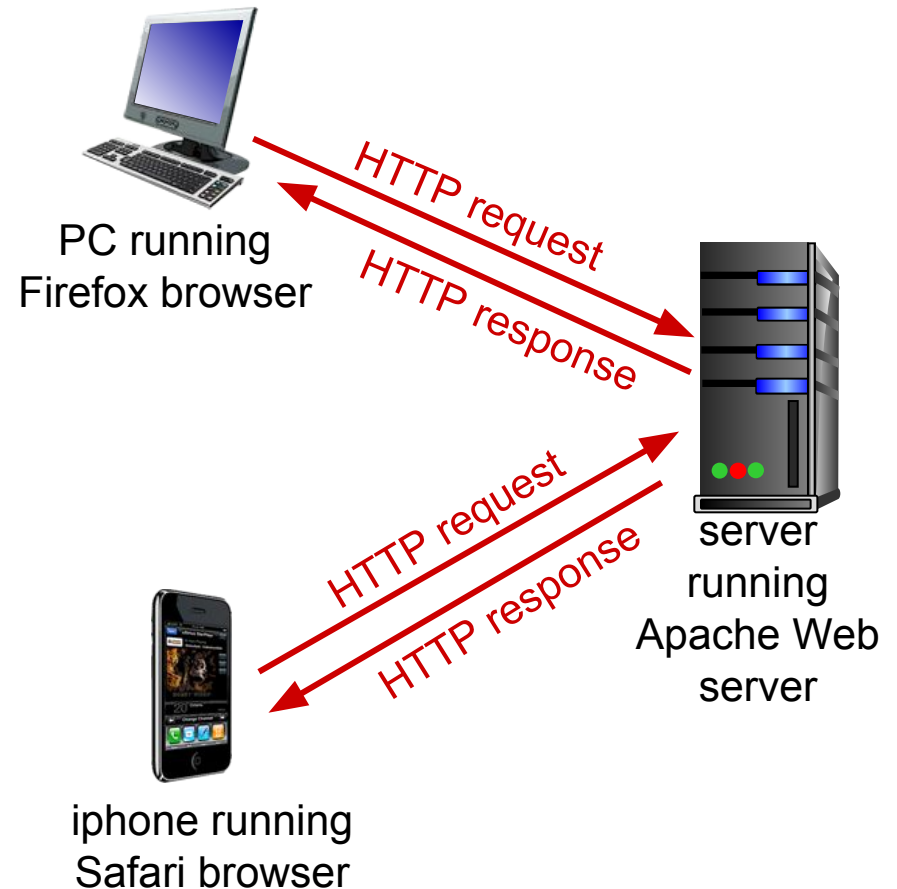 HTTP request
HTTP response
PC running
Firefox browser
HTTP request
HTTP response
server
running
Apache Web
server
iphone running
Safari browser